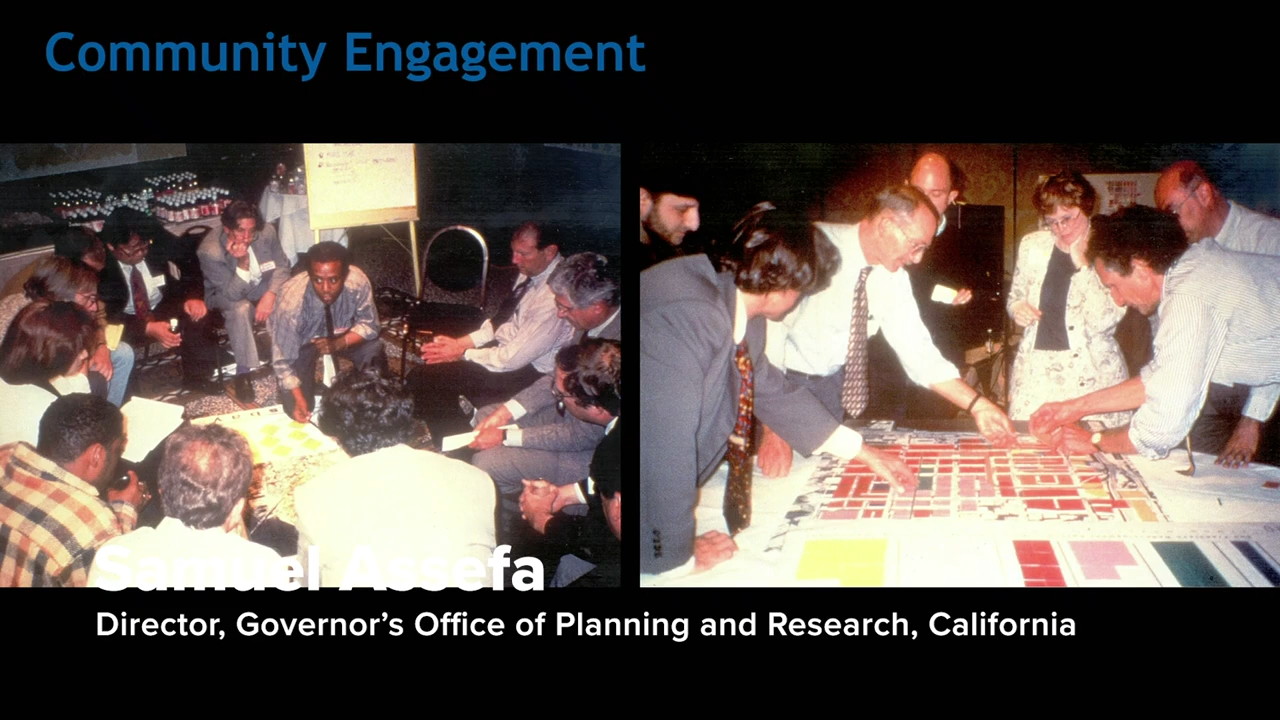 Community Engagement
Samuel Assefa
Director, Governor's Office of Planning and Research, California